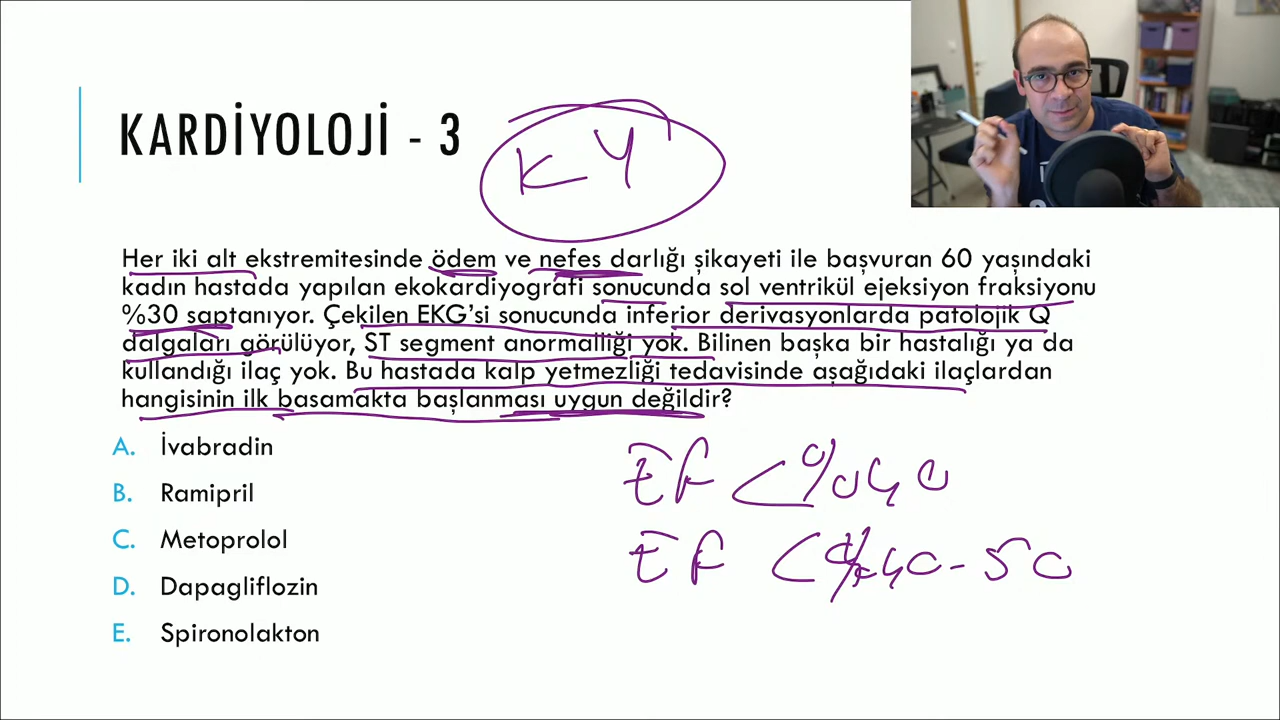 KARDİYOLOJİ - 3
KY
Her iki alt ekstremitesinde ödem ve nefes darlığı şikayeti ile başvuran 60 yaşındaki
kadın hastada yapılan ekokardiyografi sonucunda sol ventrikül ejeksiyon fraksiyonu
%30 saptanıyor. Çekilen EKG’si sonucunda inferior derivasyonlarda patolojik Q
dalgaları görülüyor, ST segment anormalliği yok. Bilinen başka bir hastalığı ya da
kullandığı ilaç yok. Bu hastada kalp yetmezliği tedavisinde aşağıdaki ilaçlardan
hangisinin ilk basamakta başlanması uygun değildir?
A. İvabradin
B. Ramipril
C. Metoprolol
D. Dapagliflozin
E. Spironolakton
EF < %40
EF 40-50